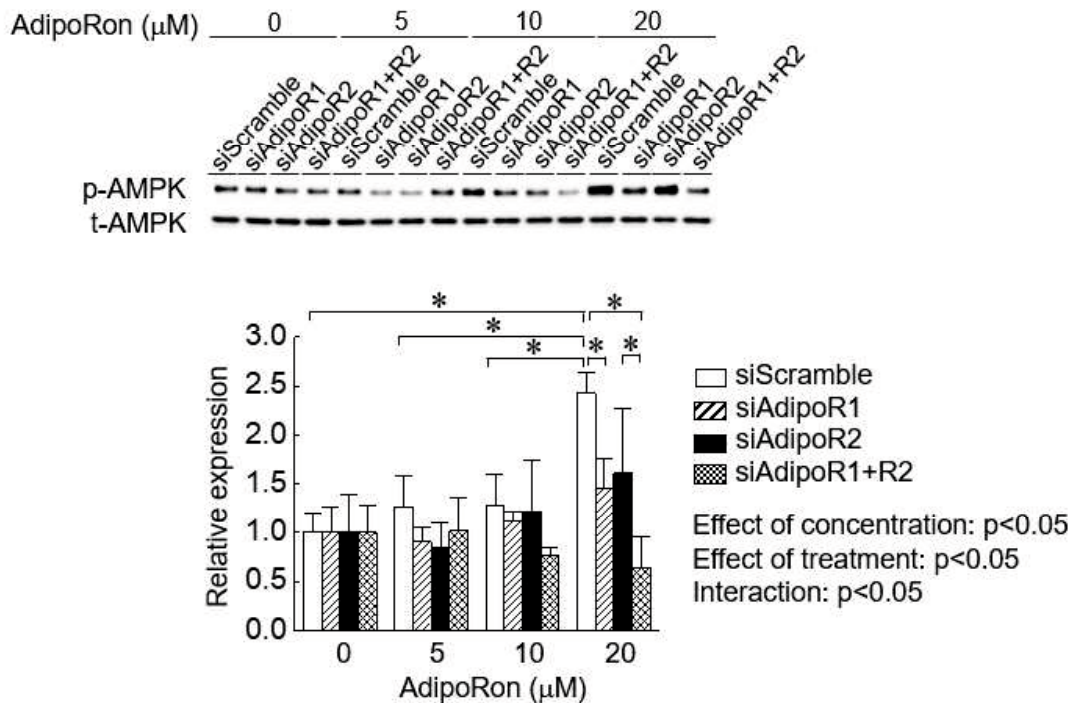 AdipoRon (μM) 0 5 10 20
siScramble siAdipoR1 siAdipoR2 siAdipoR1+R2 siScramble siAdipoR1 siAdipoR2 siAdipoR1+R2 siScramble siAdipoR1 siAdipoR2 siAdipoR1+R2 siScramble siAdipoR1 siAdipoR2 siAdipoR1+R2
p-AMPK
t-AMPK
* * * * * *
3.0
2.5
2.0
1.5
1.0
0.5
0.0
Relative expression
0 5 10 20
AdipoRon (μM)
siScramble
siAdipoR1
siAdipoR2
siAdipoR1+R2
Effect of concentration: p<0.05
Effect of treatment: p<0.05
Interaction: p<0.05